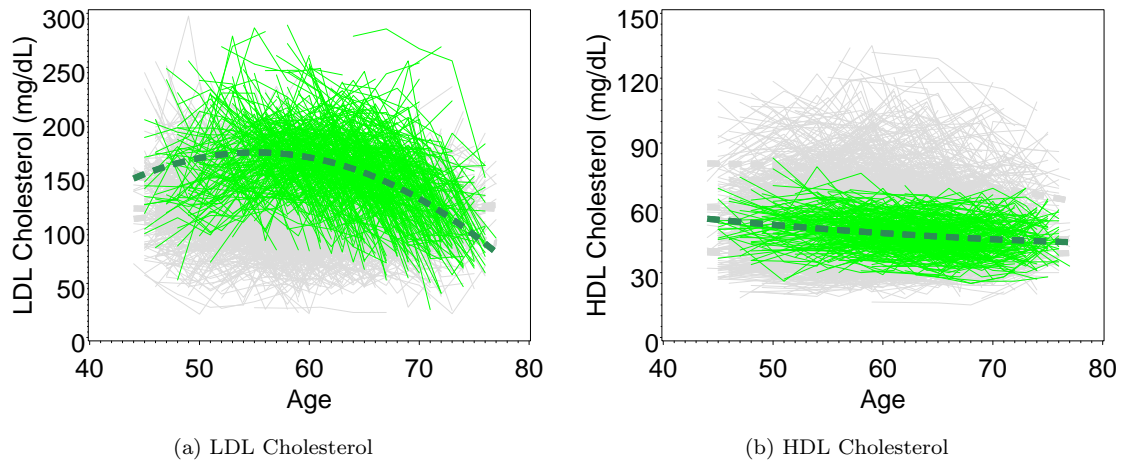 300
250
200
150
100
50
0
LDL Cholesterol (mg/dL)
40 50 60 70 80
Age
(a) LDL Cholesterol
150
120
90
60
30
0
HDL Cholesterol (mg/dL)
40 50 60 70 80
Age
(b) HDL Cholesterol